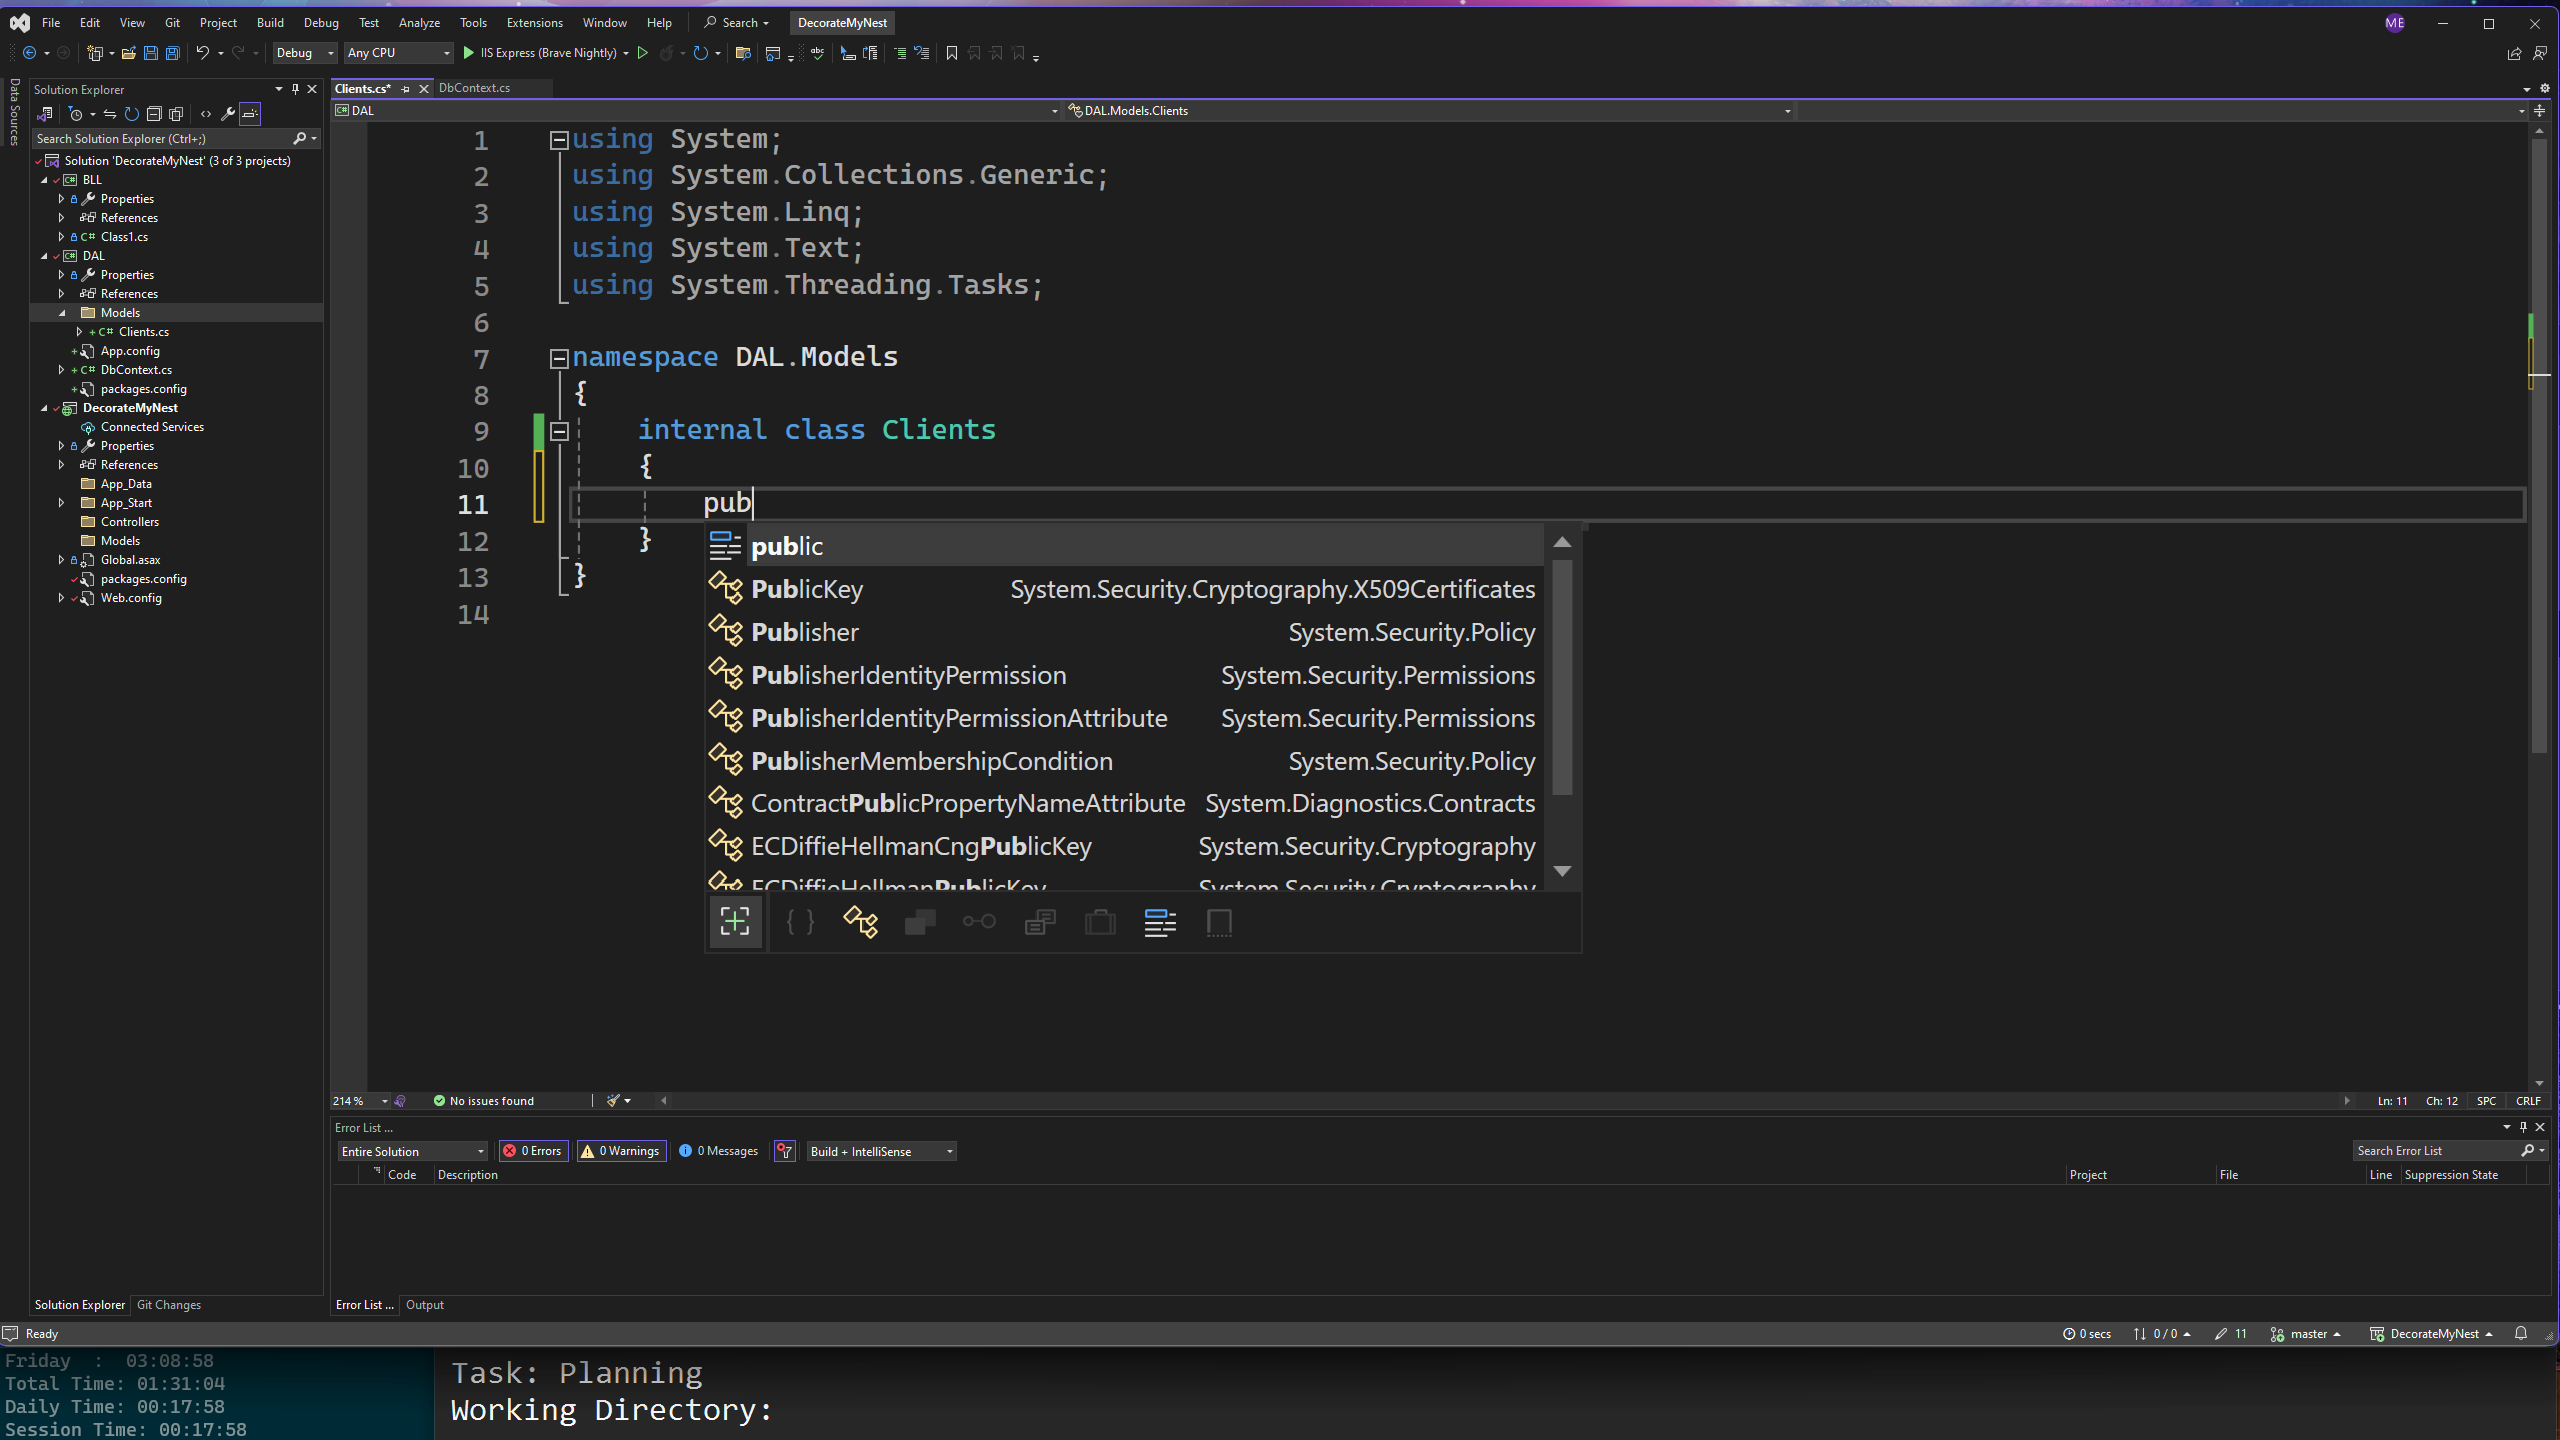 File Edit View Git Project Build Debug Test Analyze Tools Extensions Window Help Search DecorateMyNest ME
Debug Any CPU IIS Express (Brave Nightly)
Data Sources
Solution Explorer
Search Solution Explorer (Ctrl+;)
Solution 'DecorateMyNest' (3 of 3 projects)
BLL
Properties
References
C# Class1.cs
DAL
Properties
References
Models
C# Clients.cs
App.config
C# DbContext.cs
packages.config
DecorateMyNest
Connected Services
Properties
References
App_Data
App_Start
Controllers
Models
Global.asax
packages.config
Web.config
Solution Explorer Git Changes
Clients.cs* DbContext.cs
DAL DAL.Models.Clients
1 using System;
2 using System.Collections.Generic;
3 using System.Linq;
4 using System.Text;
5 using System.Threading.Tasks;
6
7 namespace DAL.Models
8 {
9 internal class Clients
10 {
11 pub
12 }
13 }
14
public
PublicKey System.Security.Cryptography.X509Certificates
Publisher System.Security.Policy
PublisherIdentityPermission System.Security.Permissions
PublisherIdentityPermissionAttribute System.Security.Permissions
PublisherMembershipCondition System.Security.Policy
ContractPublicPropertyNameAttribute System.Diagnostics.Contracts
ECDiffieHellmanCngPublicKey System.Security.Cryptography
ECDiffieHellmanPublicKey System.Security.Cryptography
214 % No issues found Ln: 11 Ch: 12 SPC CRLF
Error List ...
Entire Solution 0 Errors 0 Warnings 0 Messages Build + IntelliSense Search Error List
Code Description Project File Line Suppression State
Error List ... Output
Ready 0 secs 0 / 0 11 master DecorateMyNest
Friday : 03:08:58
Total Time: 01:31:04
Daily Time: 00:17:58
Session Time: 00:17:58
Task: Planning
Working Directory: